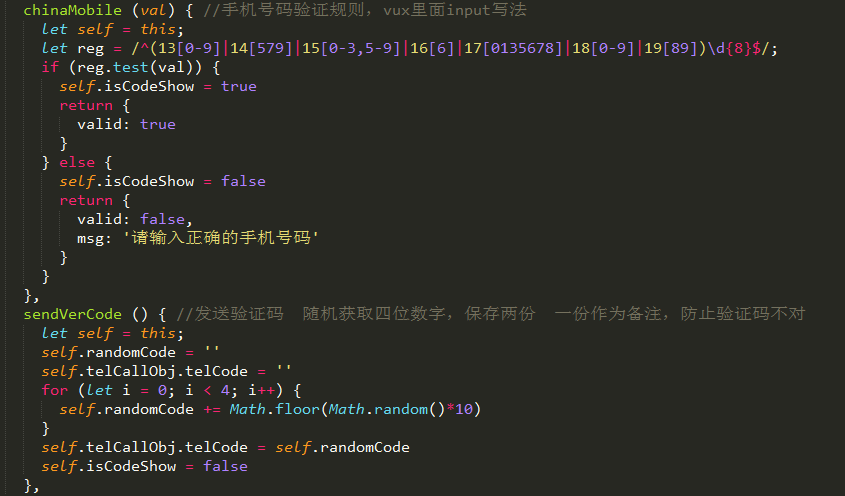 chinaMobile (val) { //手机号码验证规则，vux里面input写法
let self = this;
let reg = /^(13[0-9]|14[579]|15[0-3,5-9]|16[6]|17[0135678]|18[0-9]|19[89])\d{8}$/;
if (reg.test(val)) {
self.isCodeShow = true
return {
valid: true
}
} else {
self.isCodeShow = false
return {
valid: false,
msg: '请输入正确的手机号码'
}
}
},
sendVerCode () { //发送验证码  随机获取四位数字，保存两份  一份作为备注，防止验证码不对
let self = this;
self.randomCode = ''
self.telCallObj.telCode = ''
for (let i = 0; i < 4; i++) {
self.randomCode += Math.floor(Math.random()*10)
}
self.telCallObj.telCode = self.randomCode
self.isCodeShow = false
},